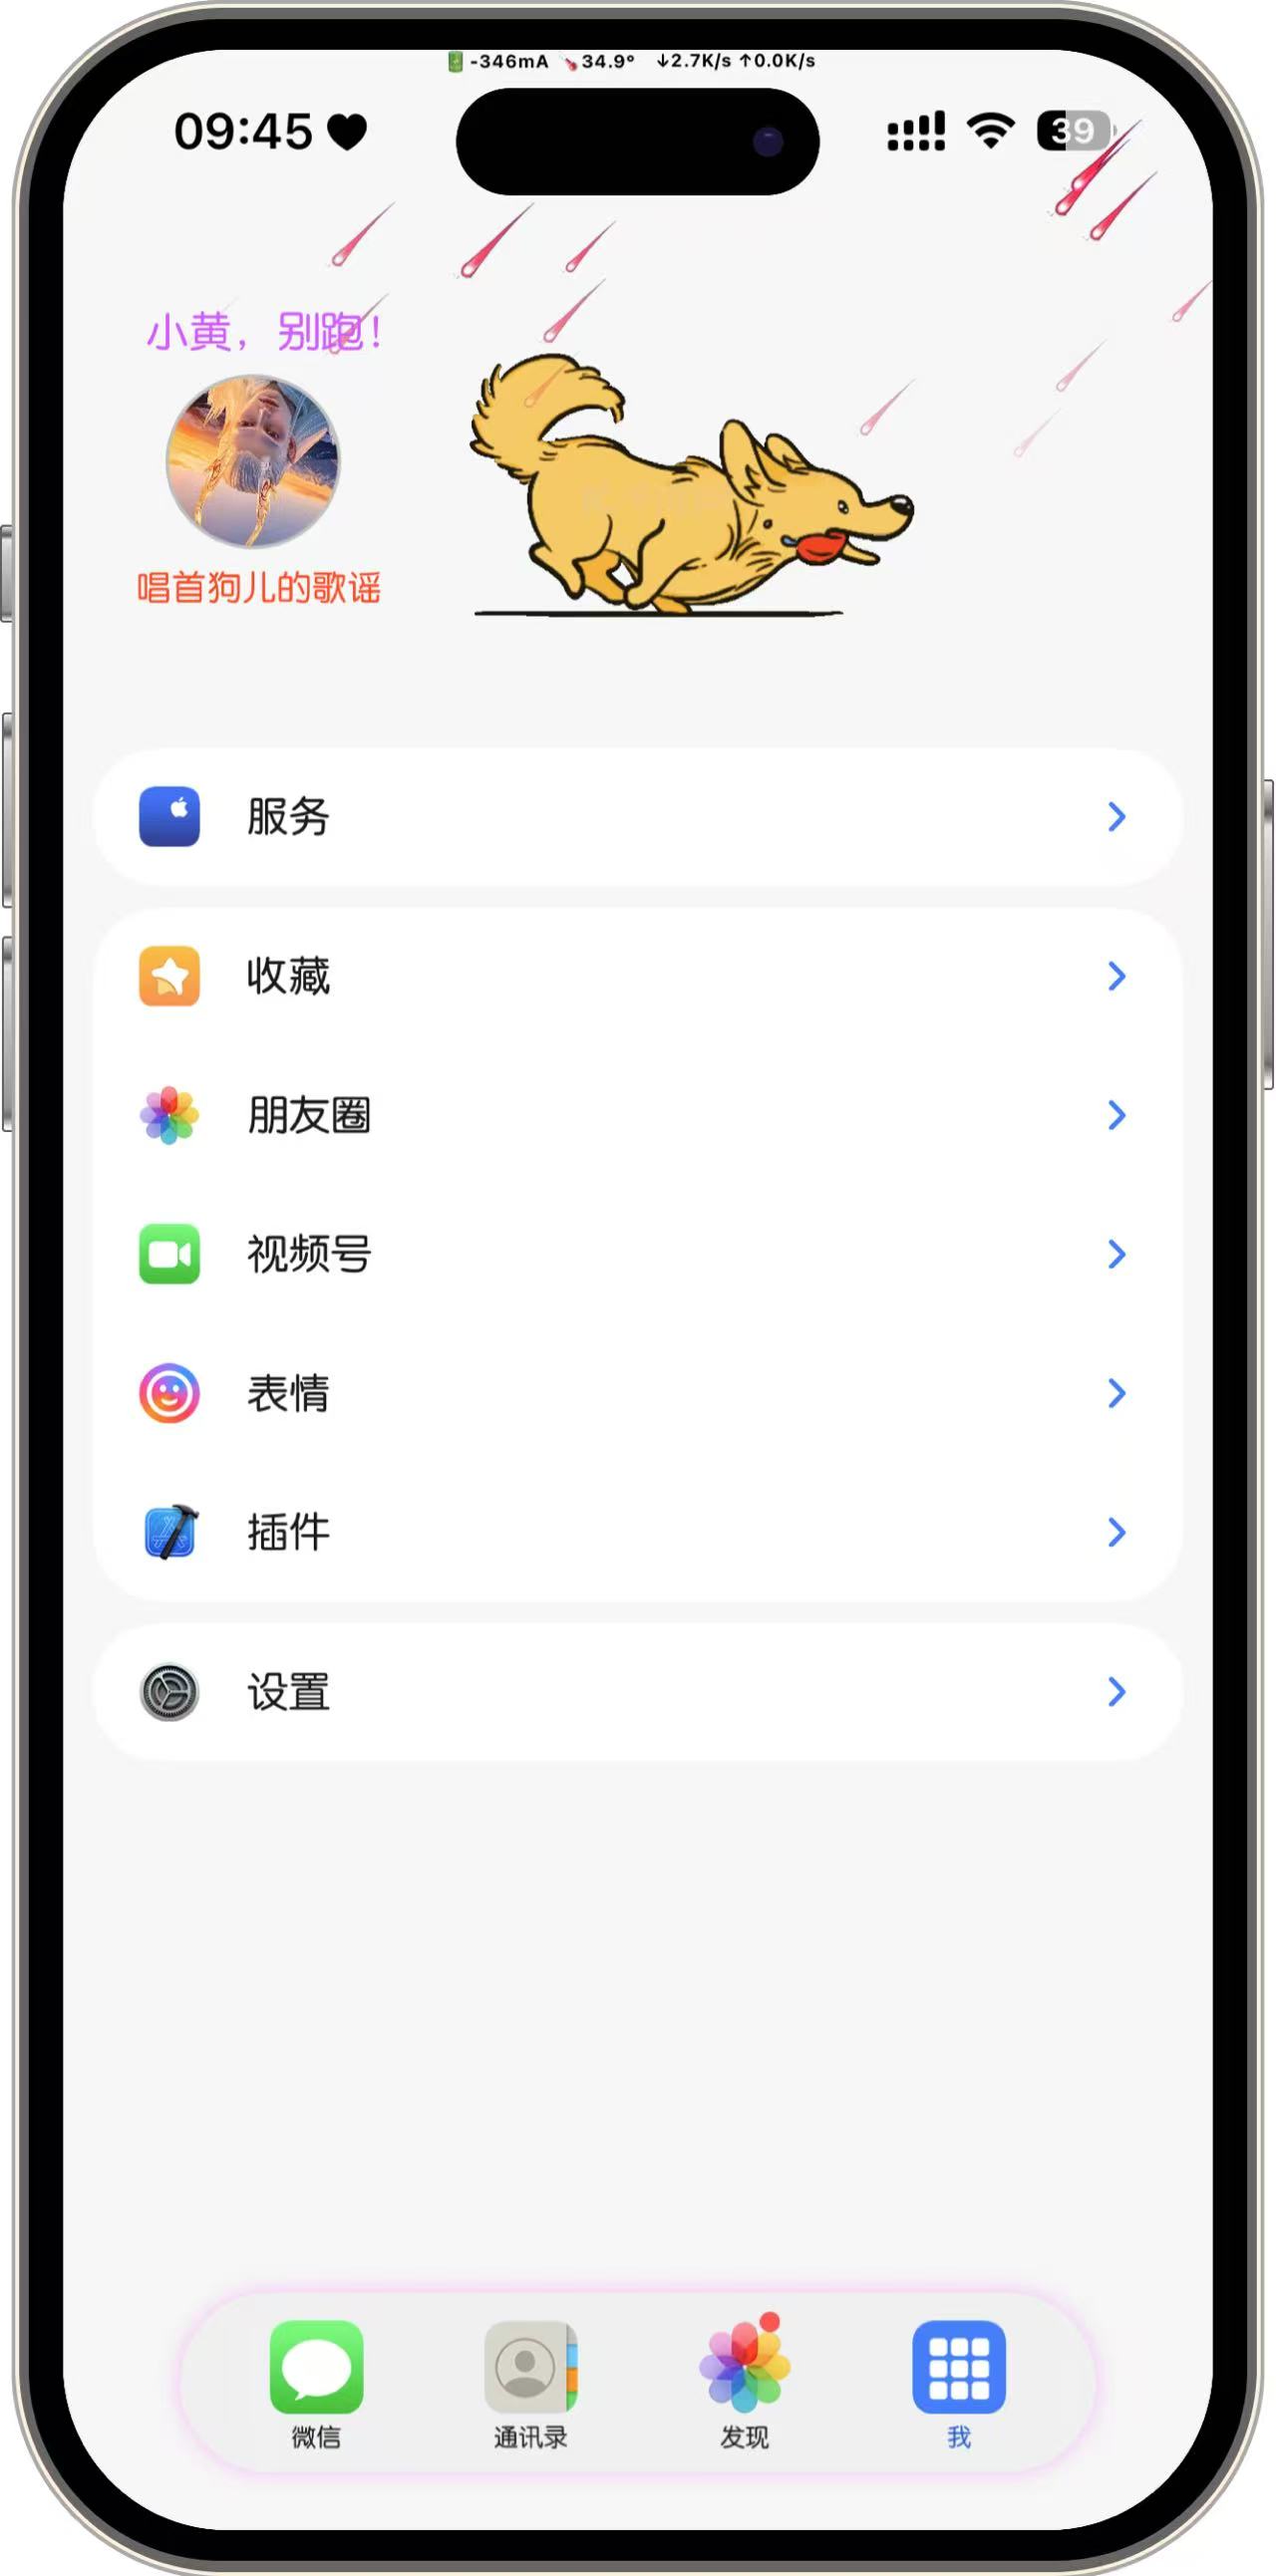 -346mA 34.9° ↓2.7K/s ↑0.0K/s
09:45 39
小黄，别跑！
唱首狗儿的歌谣
服务
收藏
朋友圈
视频号
表情
插件
设置
微信 通讯录 发现 我